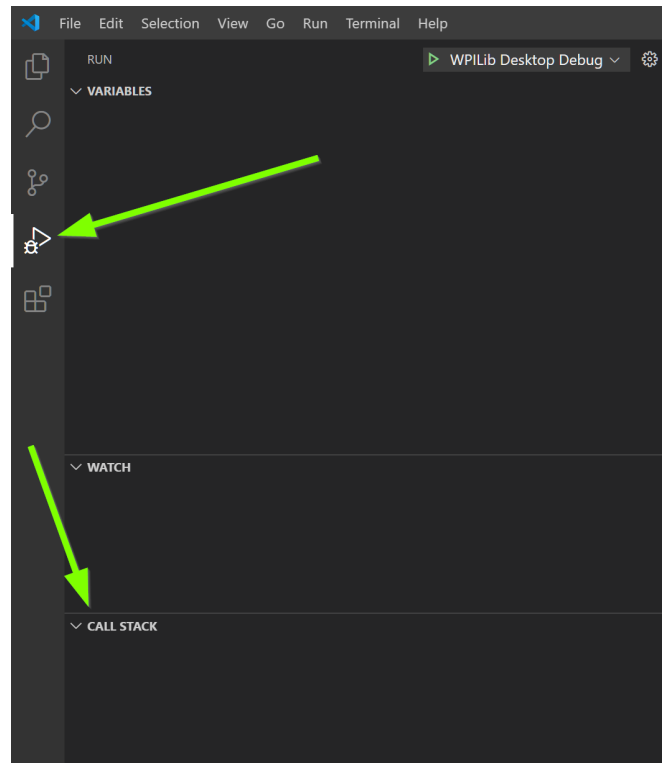 File Edit Selection View Go Run Terminal Help
RUN WPILib Desktop Debug
VARIABLES
WATCH
CALL STACK